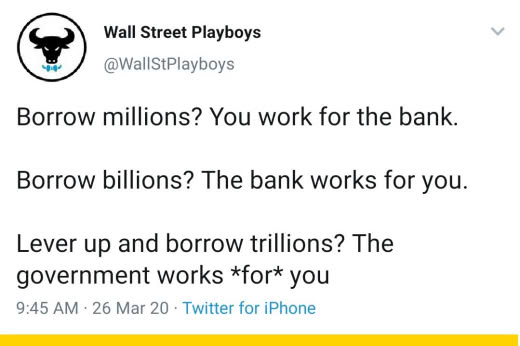 Wall Street Playboys
@WallStPlayboys
Borrow millions? You work for the bank.
Borrow billions? The bank works for you.
Lever up and borrow trillions? The
government works *for* you
9:45 AM · 26 Mar 20 · Twitter for iPhone